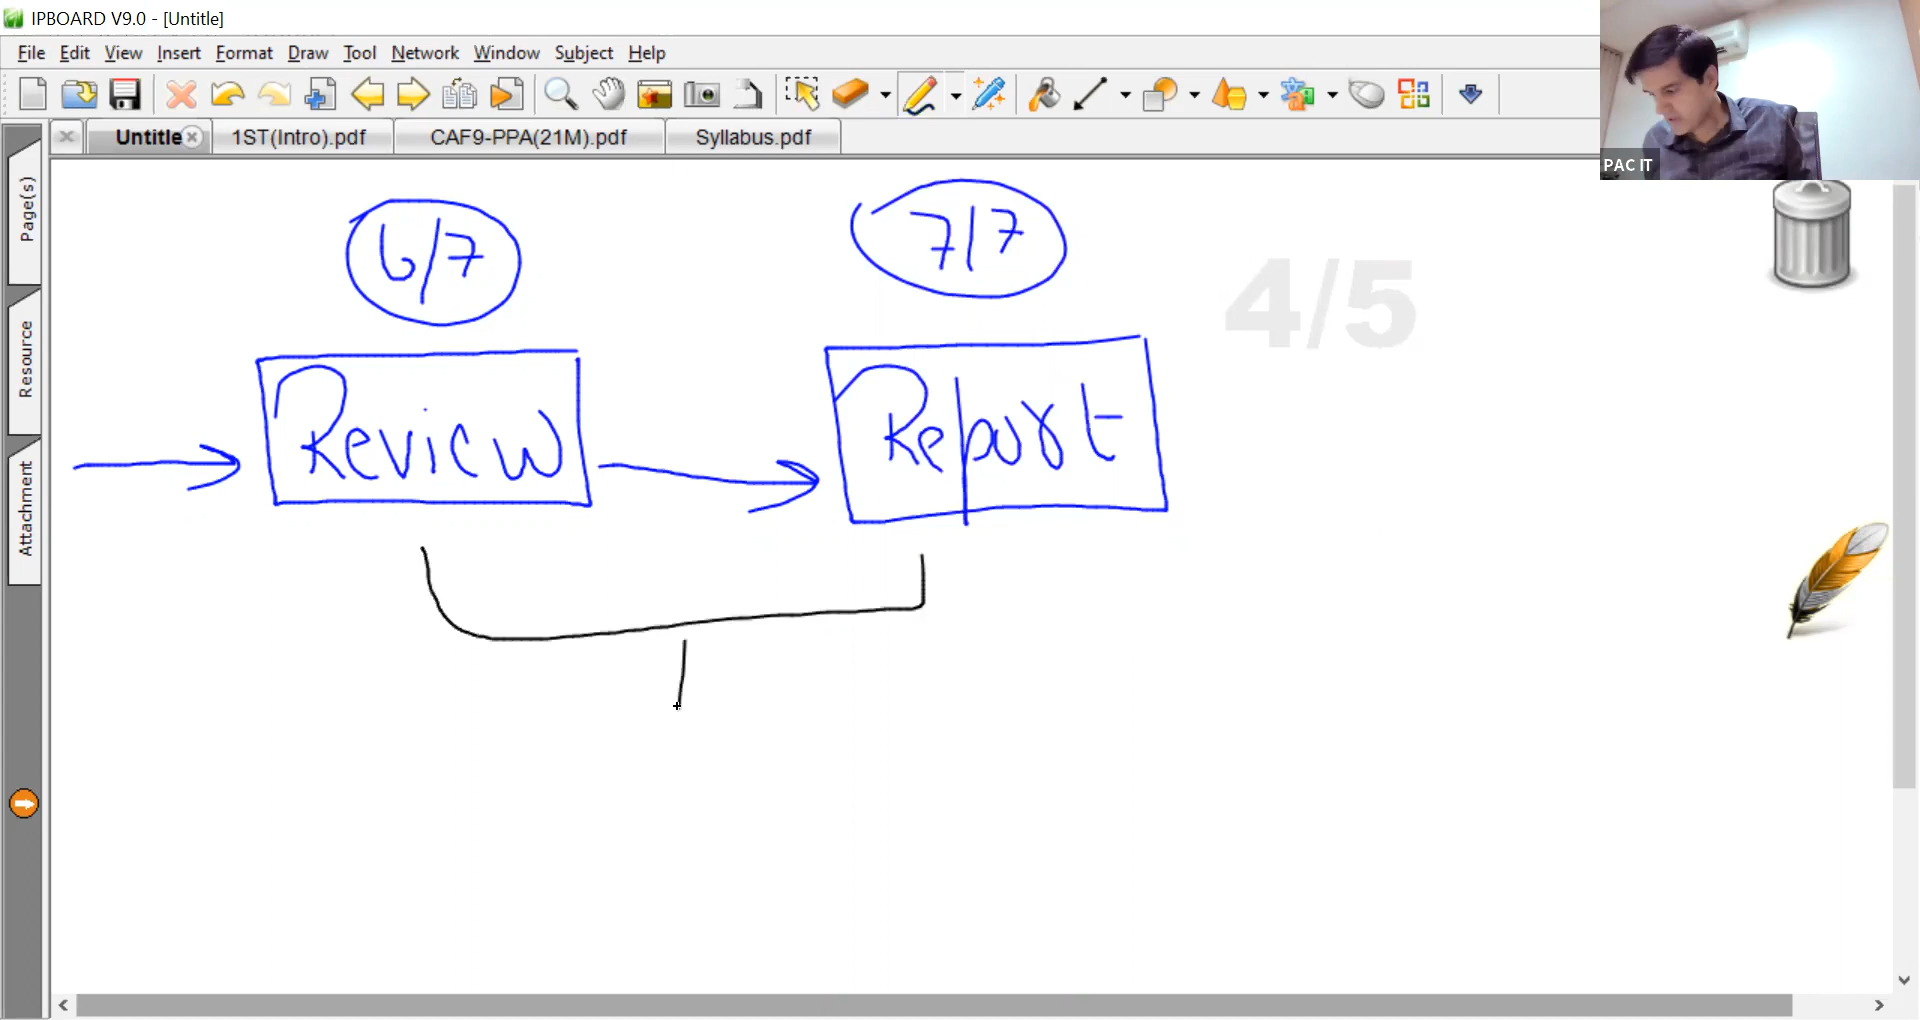 IPBOARD V9.0 - [Untitle]
File Edit View Insert Format Draw Tool Network Window Subject Help
Untitle 1ST(Intro).pdf CAF9-PPA(21M).pdf Syllabus.pdf
PAC IT
Page(s)
Resource
Attachment
6/7 7/7
4/5
Review Report